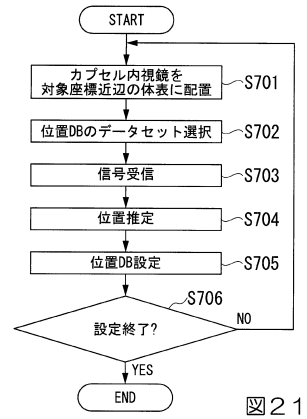 START
カプセル内視鏡を
対象座標近辺の体表に配置
S701
位置DBのデータセット選択
S702
信号受信
S703
位置推定
S704
位置DB設定
S705
設定終了?
S706
NO
YES
END
図21